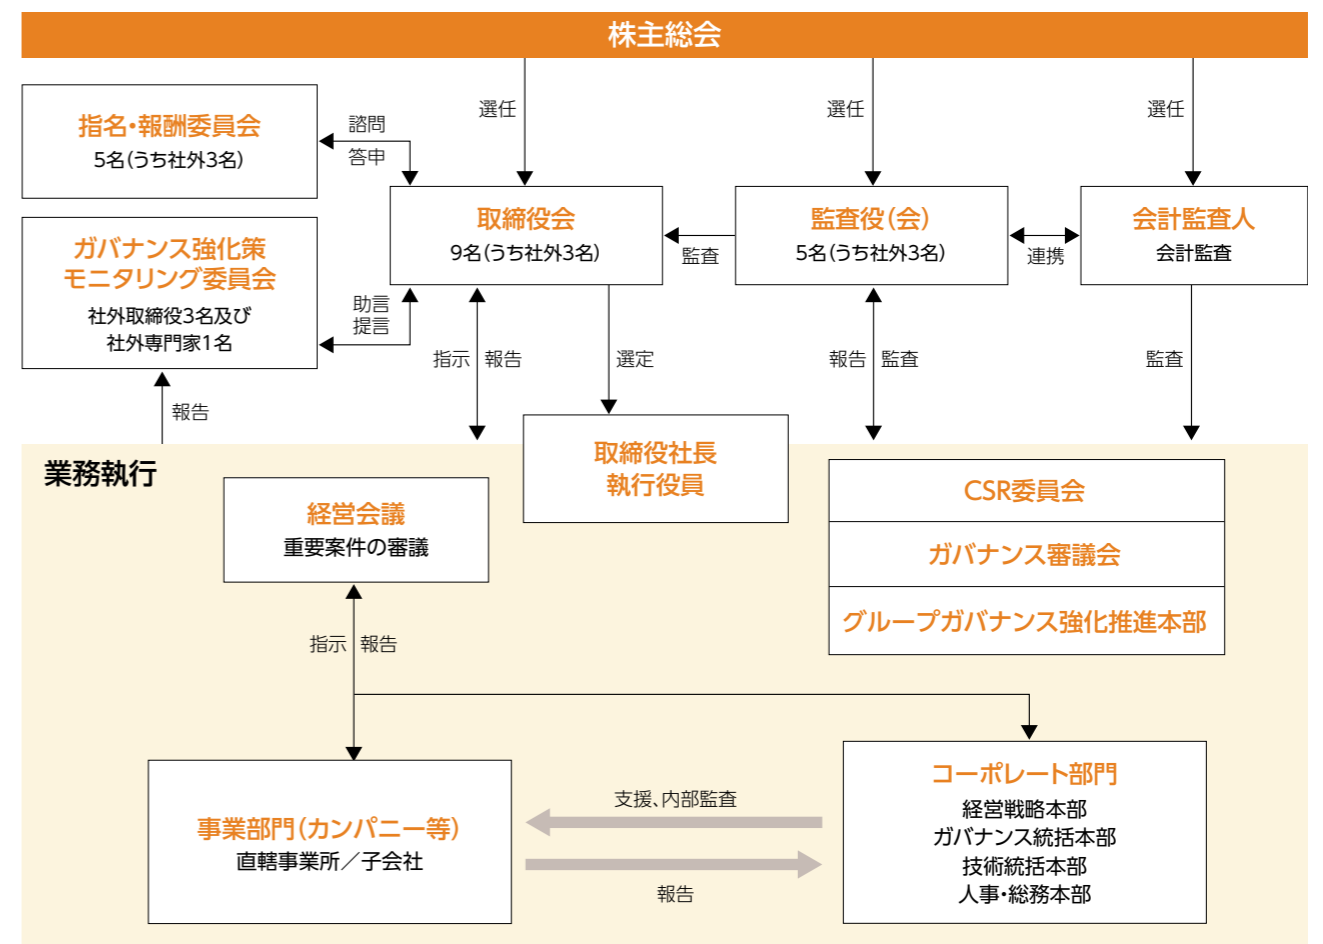 株主総会
選任
選任
選任
指名・報酬委員会
5名(うち社外3名)
諮問
答申
取締役会
9名(うち社外3名)
監査
監査役(会)
5名(うち社外3名)
連携
会計監査人
会計監査
ガバナンス強化策
モニタリング委員会
社外取締役3名及び
社外専門家1名
助言
提言
指示
報告
選定
報告
監査
監査
報告
業務執行
取締役社長
執行役員
経営会議
重要案件の審議
CSR委員会
ガバナンス審議会
グループガバナンス強化推進本部
指示
報告
事業部門(カンパニー等)
直轄事業所/子会社
支援、内部監査
報告
コーポレート部門
経営戦略本部
ガバナンス統括本部
技術統括本部
人事・総務本部